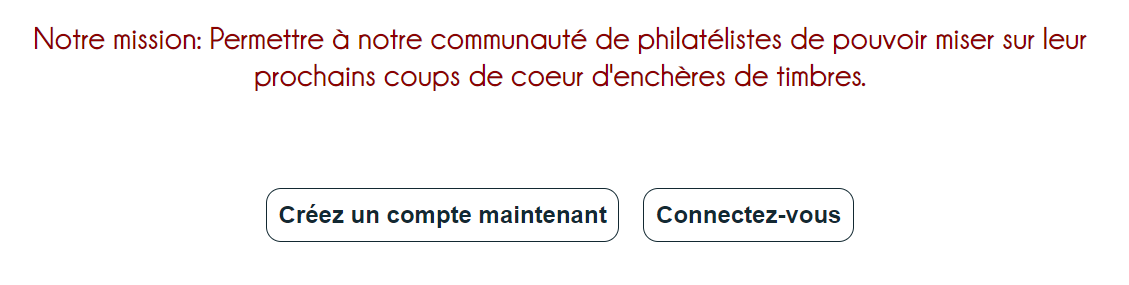 Notre mission: Permettre à notre communauté de philatélistes de pouvoir miser sur leur
prochains coups de coeur d'enchères de timbres.
Créez un compte maintenant
Connectez-vous